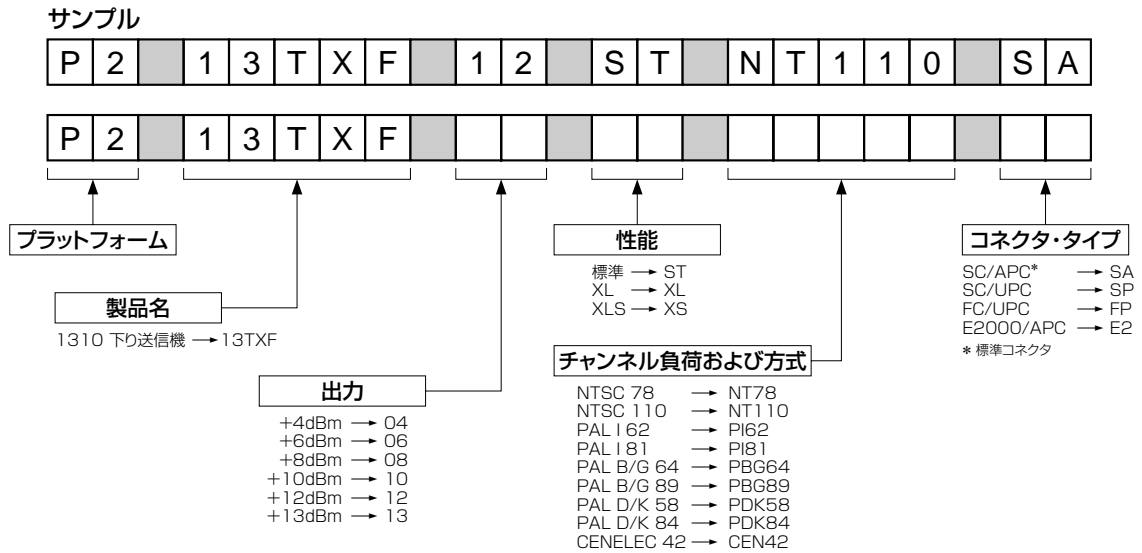 サンプル
P 2 1 3 T X F 1 2 S T N T 1 1 0 S A
P 2 1 3 T X F
プラットフォーム
製品名
1310 下り送信機 → 13TXF
出力
+4dBm → 04
+6dBm → 06
+8dBm → 08
+10dBm → 10
+12dBm → 12
+13dBm → 13
性能
標準 → ST
XL → XL
XLS → XS
チャンネル負荷および方式
NTSC 78 → NT78
NTSC 110 → NT110
PAL I 62 → PI62
PAL I 81 → PI81
PAL B/G 64 → PBG64
PAL B/G 89 → PBG89
PAL D/K 58 → PDK58
PAL D/K 84 → PDK84
CENELEC 42 → CEN42
コネクタ・タイプ
SC/APC* → SA
SC/UPC → SP
FC/UPC → FP
E2000/APC → E2
* 標準コネクタ